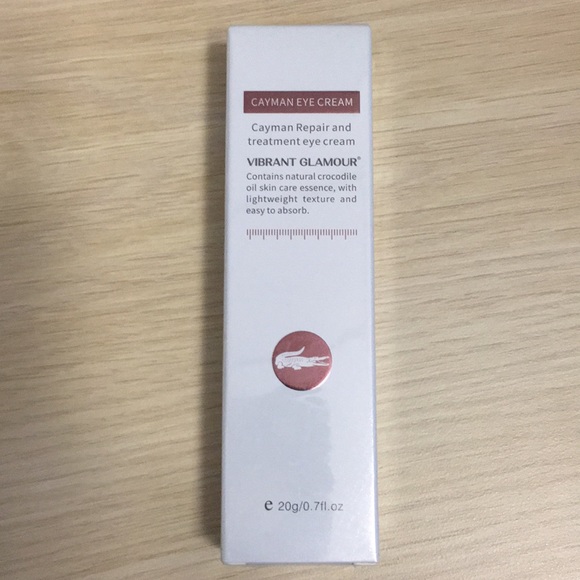 CAYMAN EYE CREAM
Cayman Repair and
treatment eye cream
VIBRANT GLAMOUR®
Contains natural crocodile
oil skin care essence, with
lightweight texture and
easy to absorb.
e 20g/0.7fl.oz